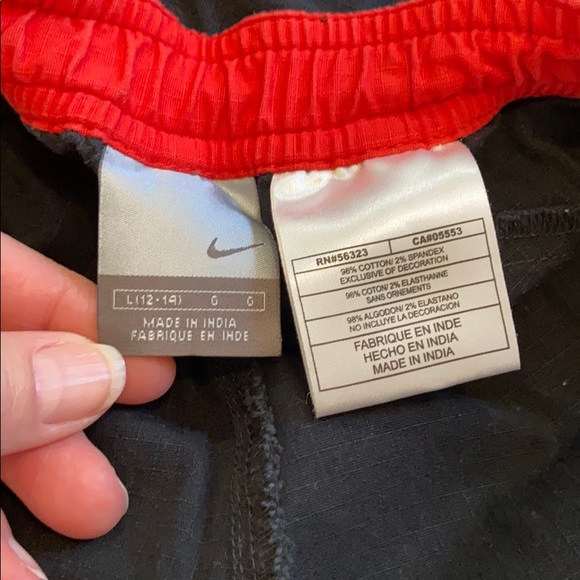 L (12-14) G G
MADE IN INDIA
FABRIQUE EN INDE
RN#56323 CA#05553
98% COTTON/ 2% SPANDEX
EXCLUSIVE OF DECORATION
98% COTON/ 2% ELASTHANNE
SANS ORNEMENTS
98% ALGODON/ 2% ELASTANO
NO INCLUYE LA DECORACION
FABRIQUE EN INDE
HECHO EN INDIA
MADE IN INDIA